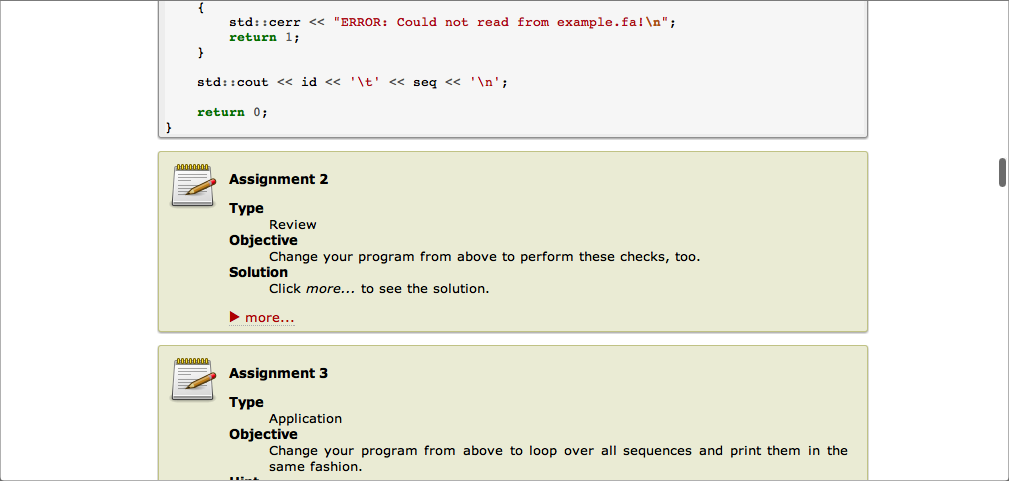 {
std::cerr << "ERROR: Could not read from example.fa!\n";
return 1;
}
std::cout << id << '\t' << seq << '\n';
return 0;
}
Assignment 2
Type
Review
Objective
Change your program from above to perform these checks, too.
Solution
Click more... to see the solution.
more...
Assignment 3
Type
Application
Objective
Change your program from above to loop over all sequences and print them in the
same fashion.
Hint